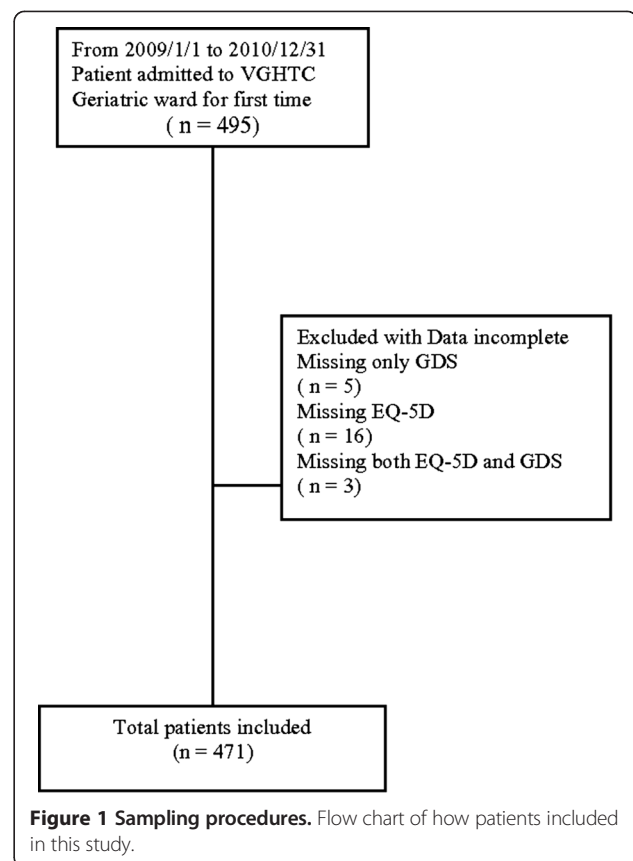 From 2009/1/1 to 2010/12/31
Patient admitted to VGHTC
Geriatric ward for first time
( n = 495)
Excluded with Data incomplete
Missing only GDS
( n = 5)
Missing EQ-5D
( n = 16)
Missing both EQ-5D and GDS
( n = 3)
Total patients included
(n = 471)
Figure 1 Sampling procedures. Flow chart of how patients included
in this study.